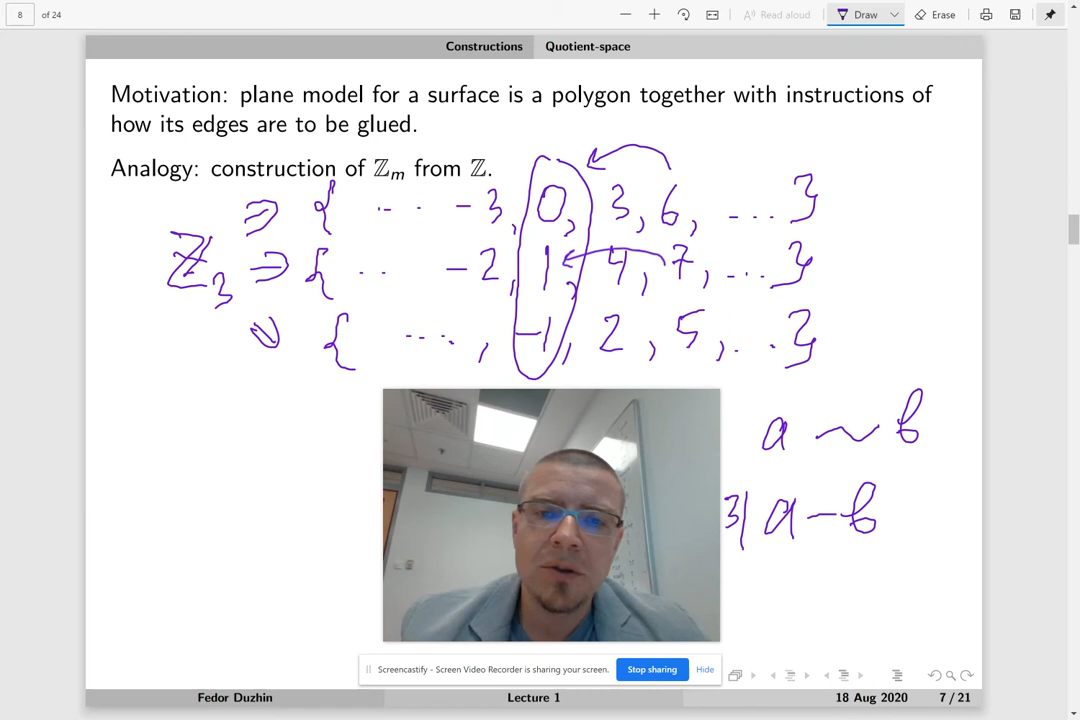 8 of 24
Read aloud
Draw
Erase
Constructions Quotient-space
Motivation: plane model for a surface is a polygon together with instructions of
how its edges are to be glued.
Analogy: construction of ℤₘ from ℤ.
⇒ { ... -3, 0, 3, 6, ... }
ℤ₃ ⇒ { ... -2, 1, 4, 7, ... }
⇒ { ..., -1, 2, 5, ... }
a ~ b
3| a - b
Screencastify - Screen Video Recorder is sharing your screen. Stop sharing Hide
Fedor Duzhin Lecture 1 18 Aug 2020 7 / 21